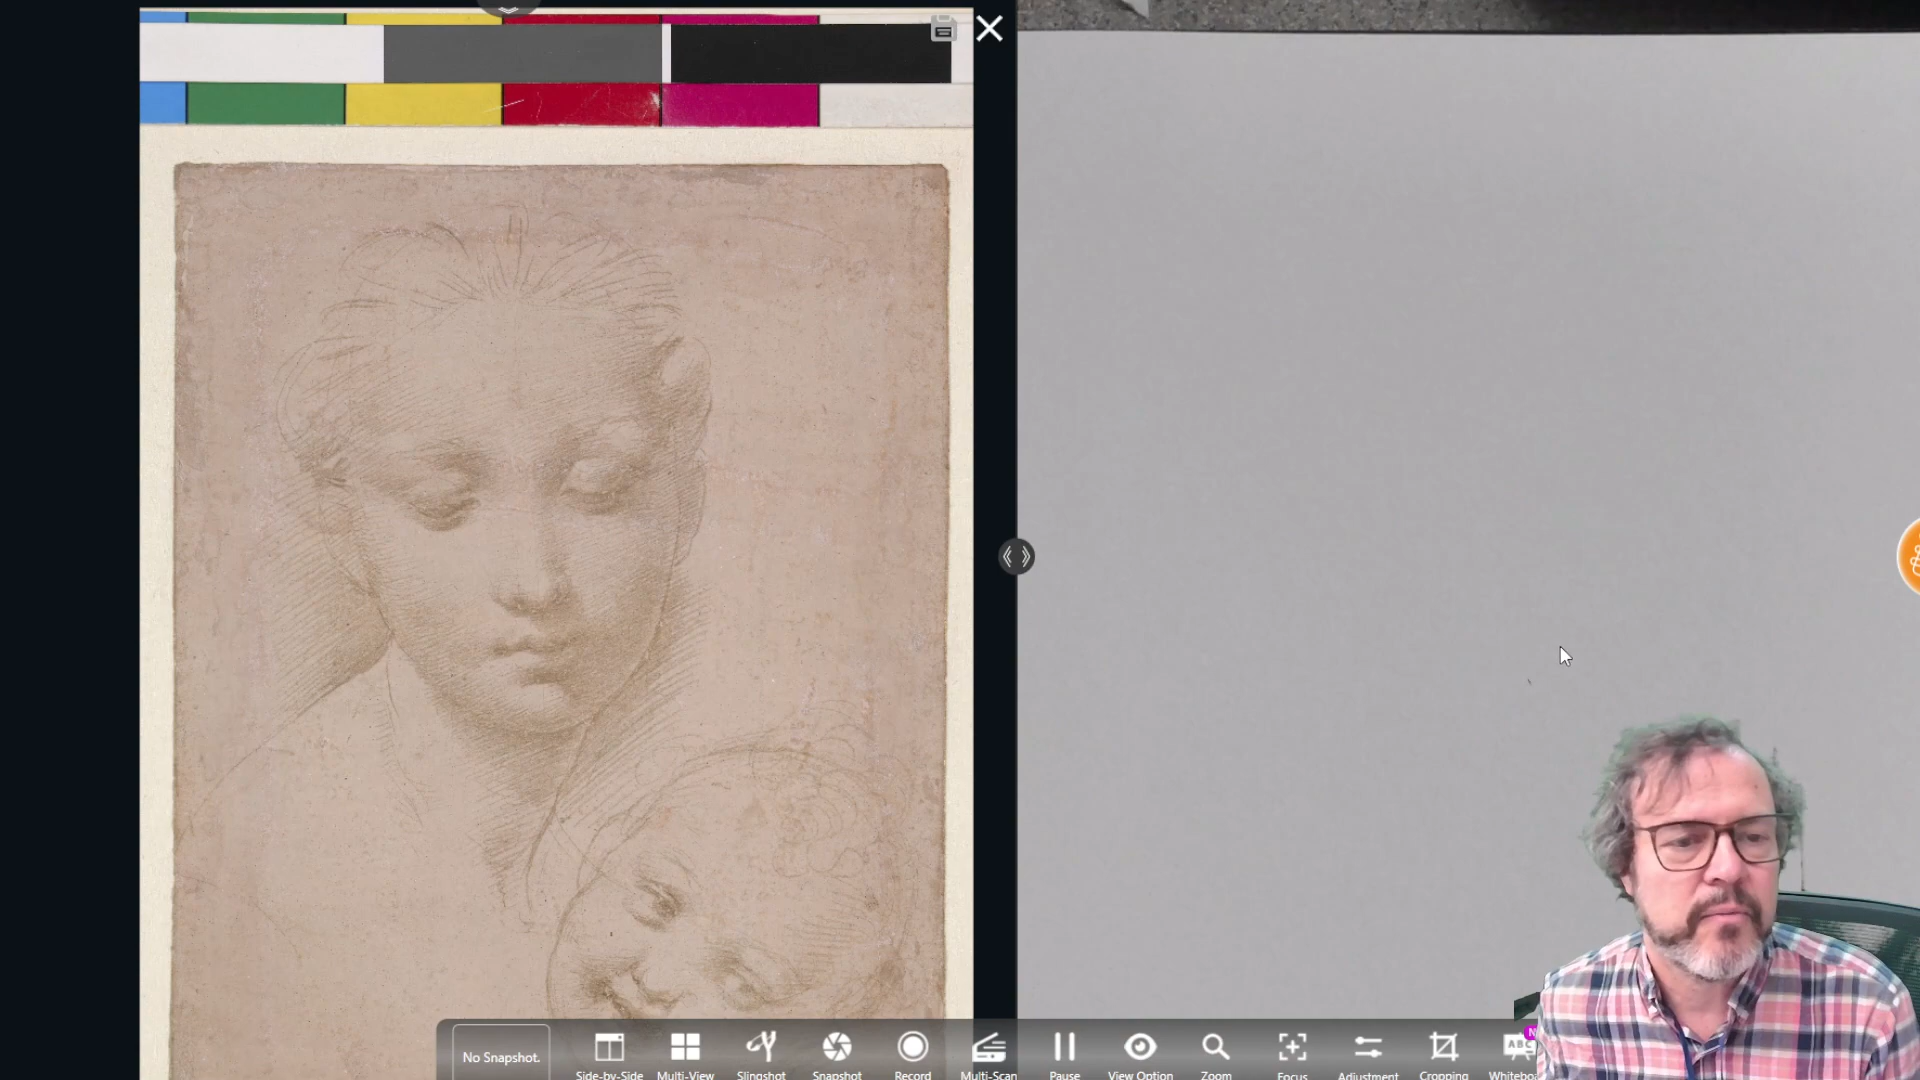 No Snapshot.
Side-by-Side
Multi-View
Slingshot
Snapshot
Record
Multi-Scan
Pause
View Option
Zoom
Focus
Adjustment
Cropping
ABC
N